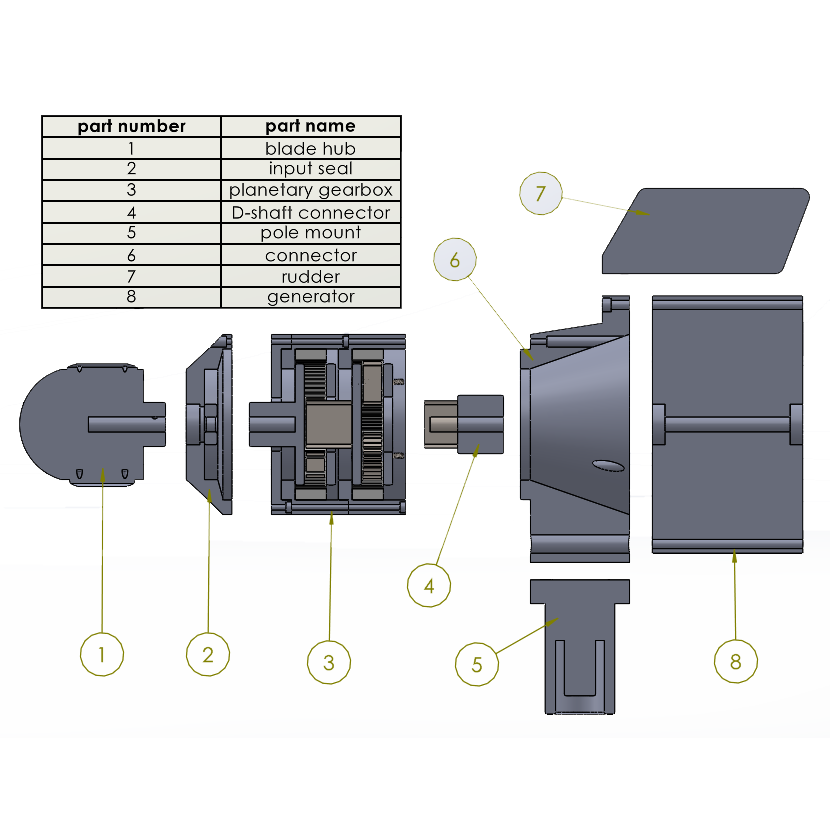 part number part name
1 blade hub
2 input seal
3 planetary gearbox
4 D-shaft connector
5 pole mount
6 connector
7 rudder
8 generator
7
6
4
1
2
3
5
8